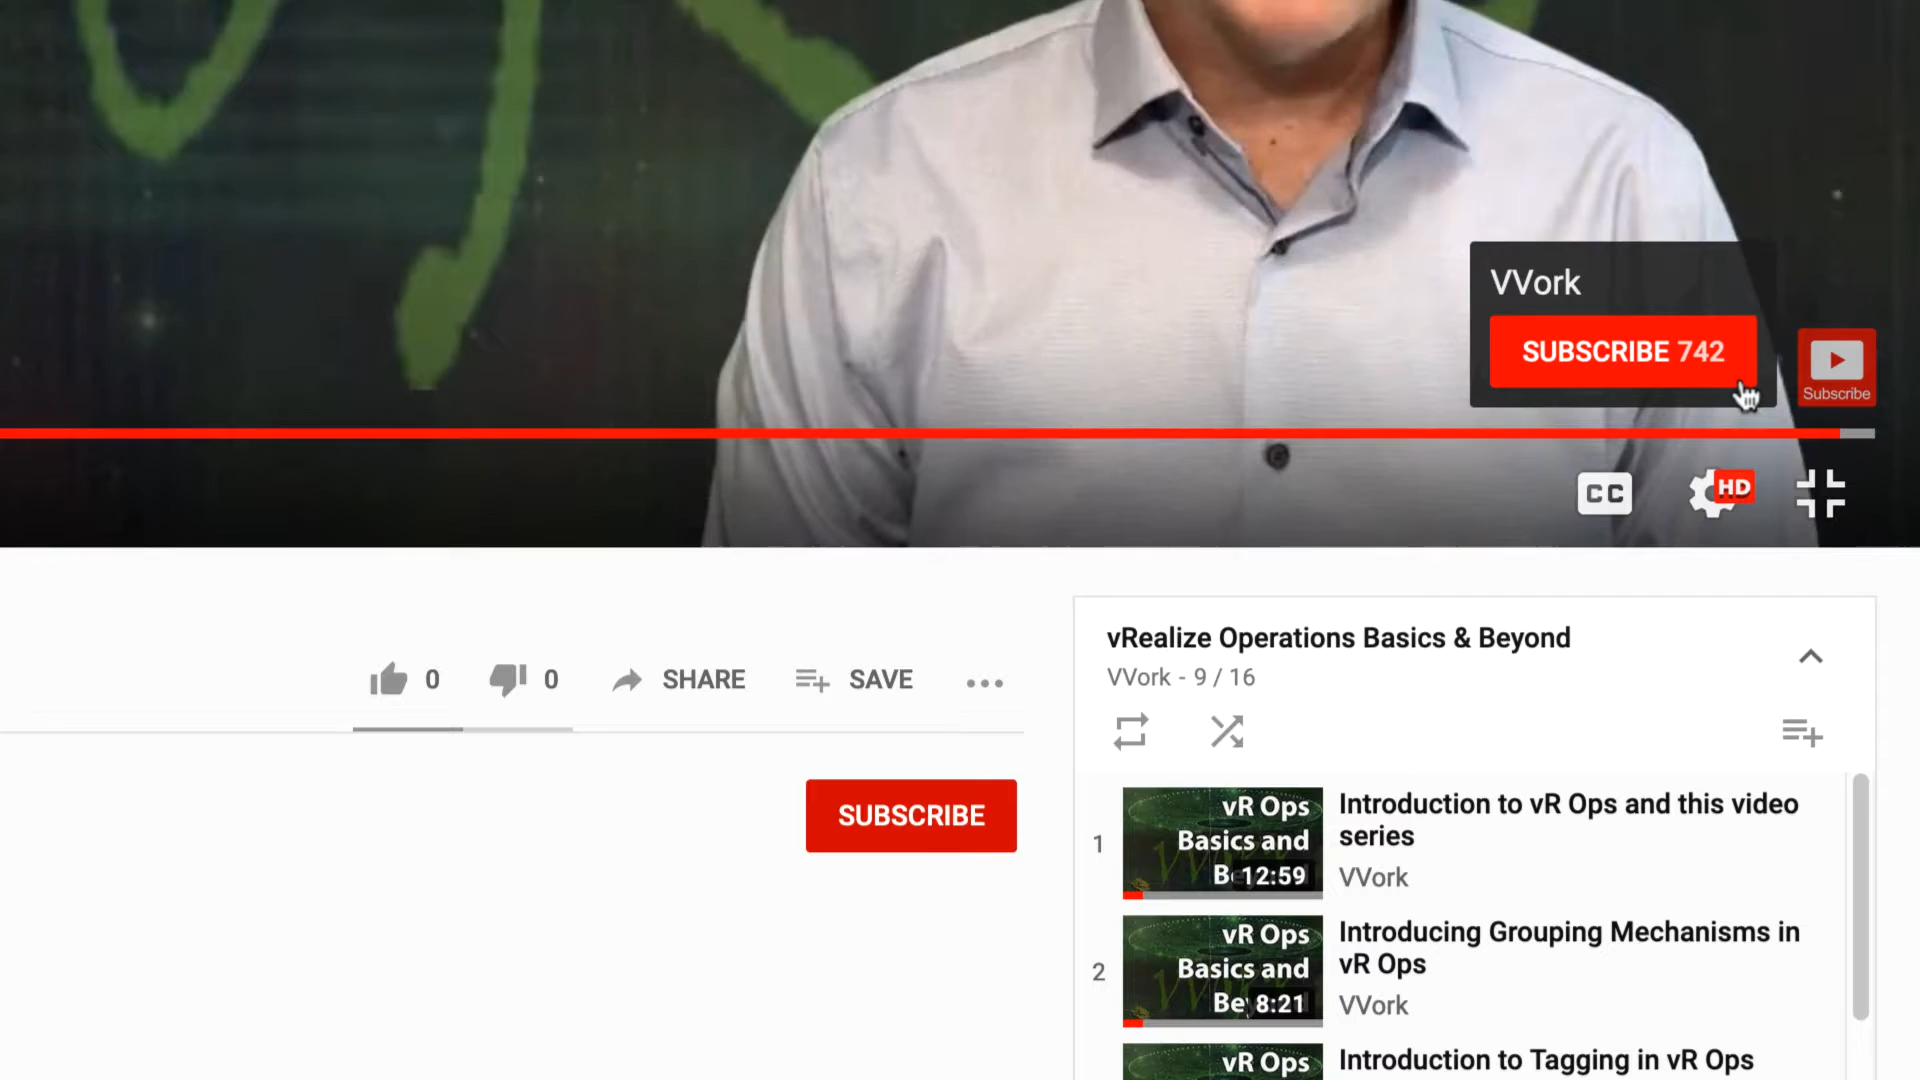 VVork
SUBSCRIBE 742
Subscribe
CC
HD
0
0
SHARE
SAVE
SUBSCRIBE
vRealize Operations Basics & Beyond
VVork - 9 / 16
1
vR Ops
Basics and
12:59
Introduction to vR Ops and this video
series
VVork
2
vR Ops
Basics and
8:21
Introducing Grouping Mechanisms in
vR Ops
VVork
vR Ops
Introduction to Tagging in vR Ops